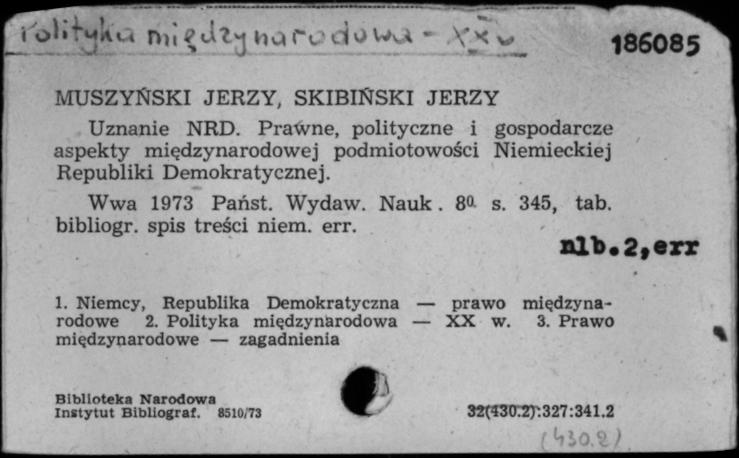 Polityka międzynarodowa - XX w
186085
MUSZYŃSKI JERZY, SKIBIŃSKI JERZY
Uznanie NRD. Prawne, polityczne i gospodarcze
aspekty międzynarodowej podmiotowości Niemieckiej
Republiki Demokratycznej.
Wwa 1973 Państ. Wydaw. Nauk. 8⁰ s. 345, tab.
bibliogr. spis treści niem. err.
nlb.2,err
1. Niemcy, Republika Demokratyczna — prawo międzyna-
rodowe 2. Polityka międzynarodowa — XX w. 3. Prawo
międzynarodowe — zagadnienia
Biblioteka Narodowa
Instytut Bibliograf. 8510/73
32(430.2):327:341.2
(430.2)